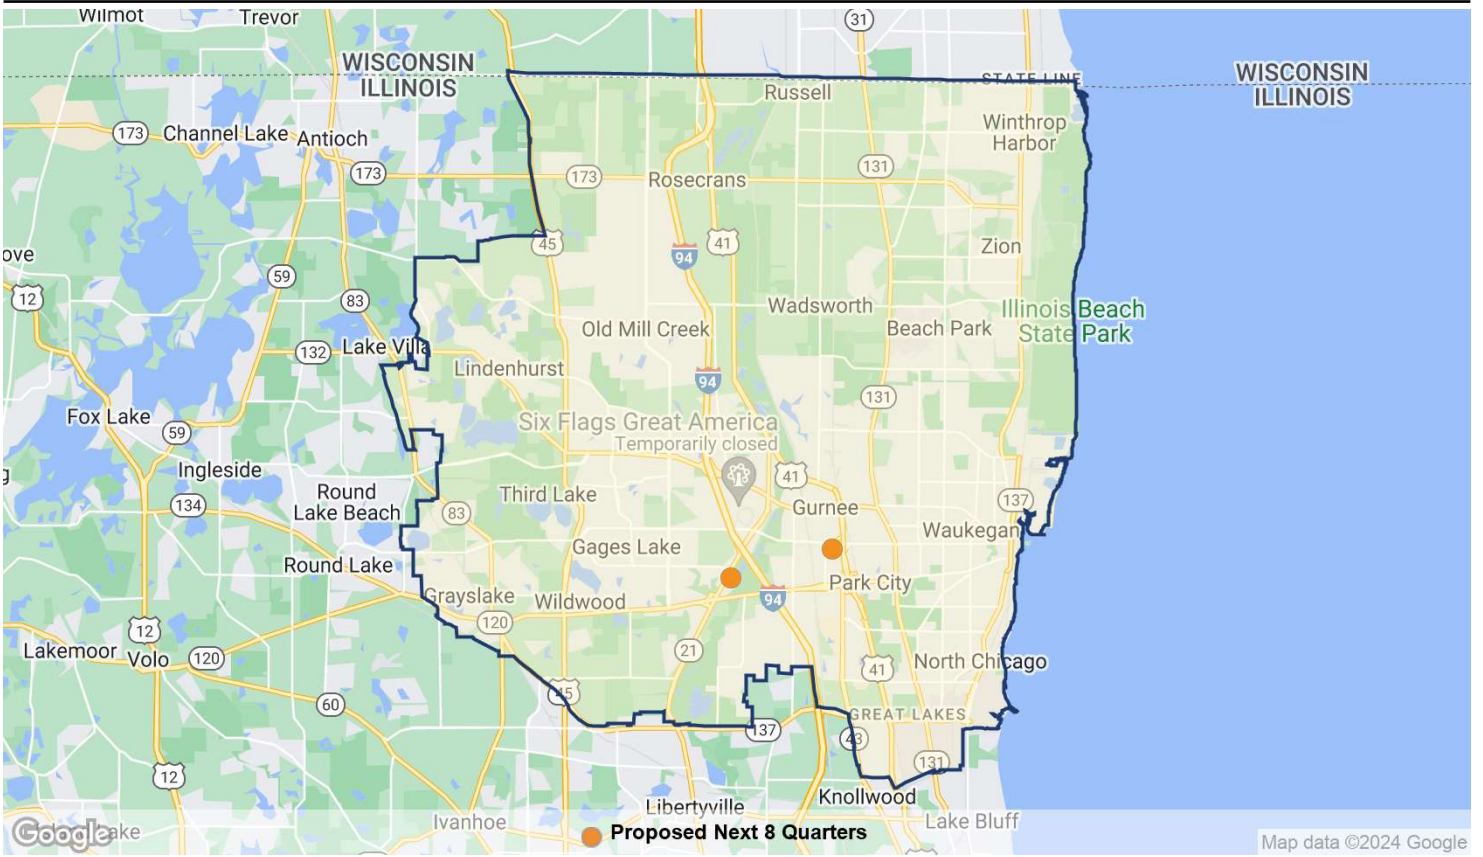 Wilmot
Trevor
31
WISCONSIN
ILLINOIS
STATE LINE
WISCONSIN
ILLINOIS
Russell
173
Channel Lake
Antioch
Winthrop
Harbor
173
173
131
Rosecrans
45
41
94
Zion
ove
59
12
83
Wadsworth
Illinois Beach
State Park
Old Mill Creek
Beach Park
132
Lake Villa
Lindenhurst
94
131
Fox Lake
Six Flags Great America
Temporarily closed
59
Ingleside
41
Round
Lake Beach
Third Lake
137
134
83
Gurnee
Waukegan
Gages Lake
Round Lake
Park City
Grayslake
Wildwood
94
120
12
Lakemoor
Volo
120
21
41
North Chicago
45
60
GREAT LAKES
137
43
131
12
Knollwood
Libertyville
Ivanhoe
Lake Bluff
Google
ake
Proposed Next 8 Quarters
Map data ©2024 Google